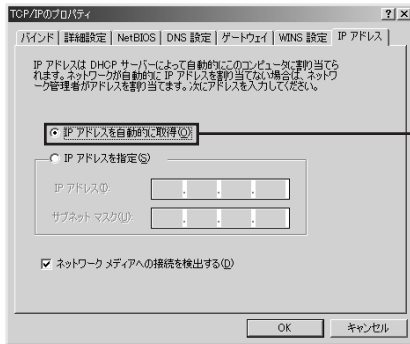 TCP/IPのプロパティ
バインド 詳細設定 NetBIOS DNS 設定 ゲートウェイ WINS 設定 IP アドレス
IP アドレスは DHCP サーバーによって自動的にこのコンピュータに割り当てら
れます。ネットワークが自動的に IP アドレスを割り当てない場合は、ネットワ
ーク管理者がアドレスを割り当てます。次にアドレスを入力してください。
IP アドレスを自動的に取得(O)
IP アドレスを指定(S)
IP アドレス(I):
サブネット マスク(U):
ネットワーク メディアへの接続を検出する(D)
OK キャンセル